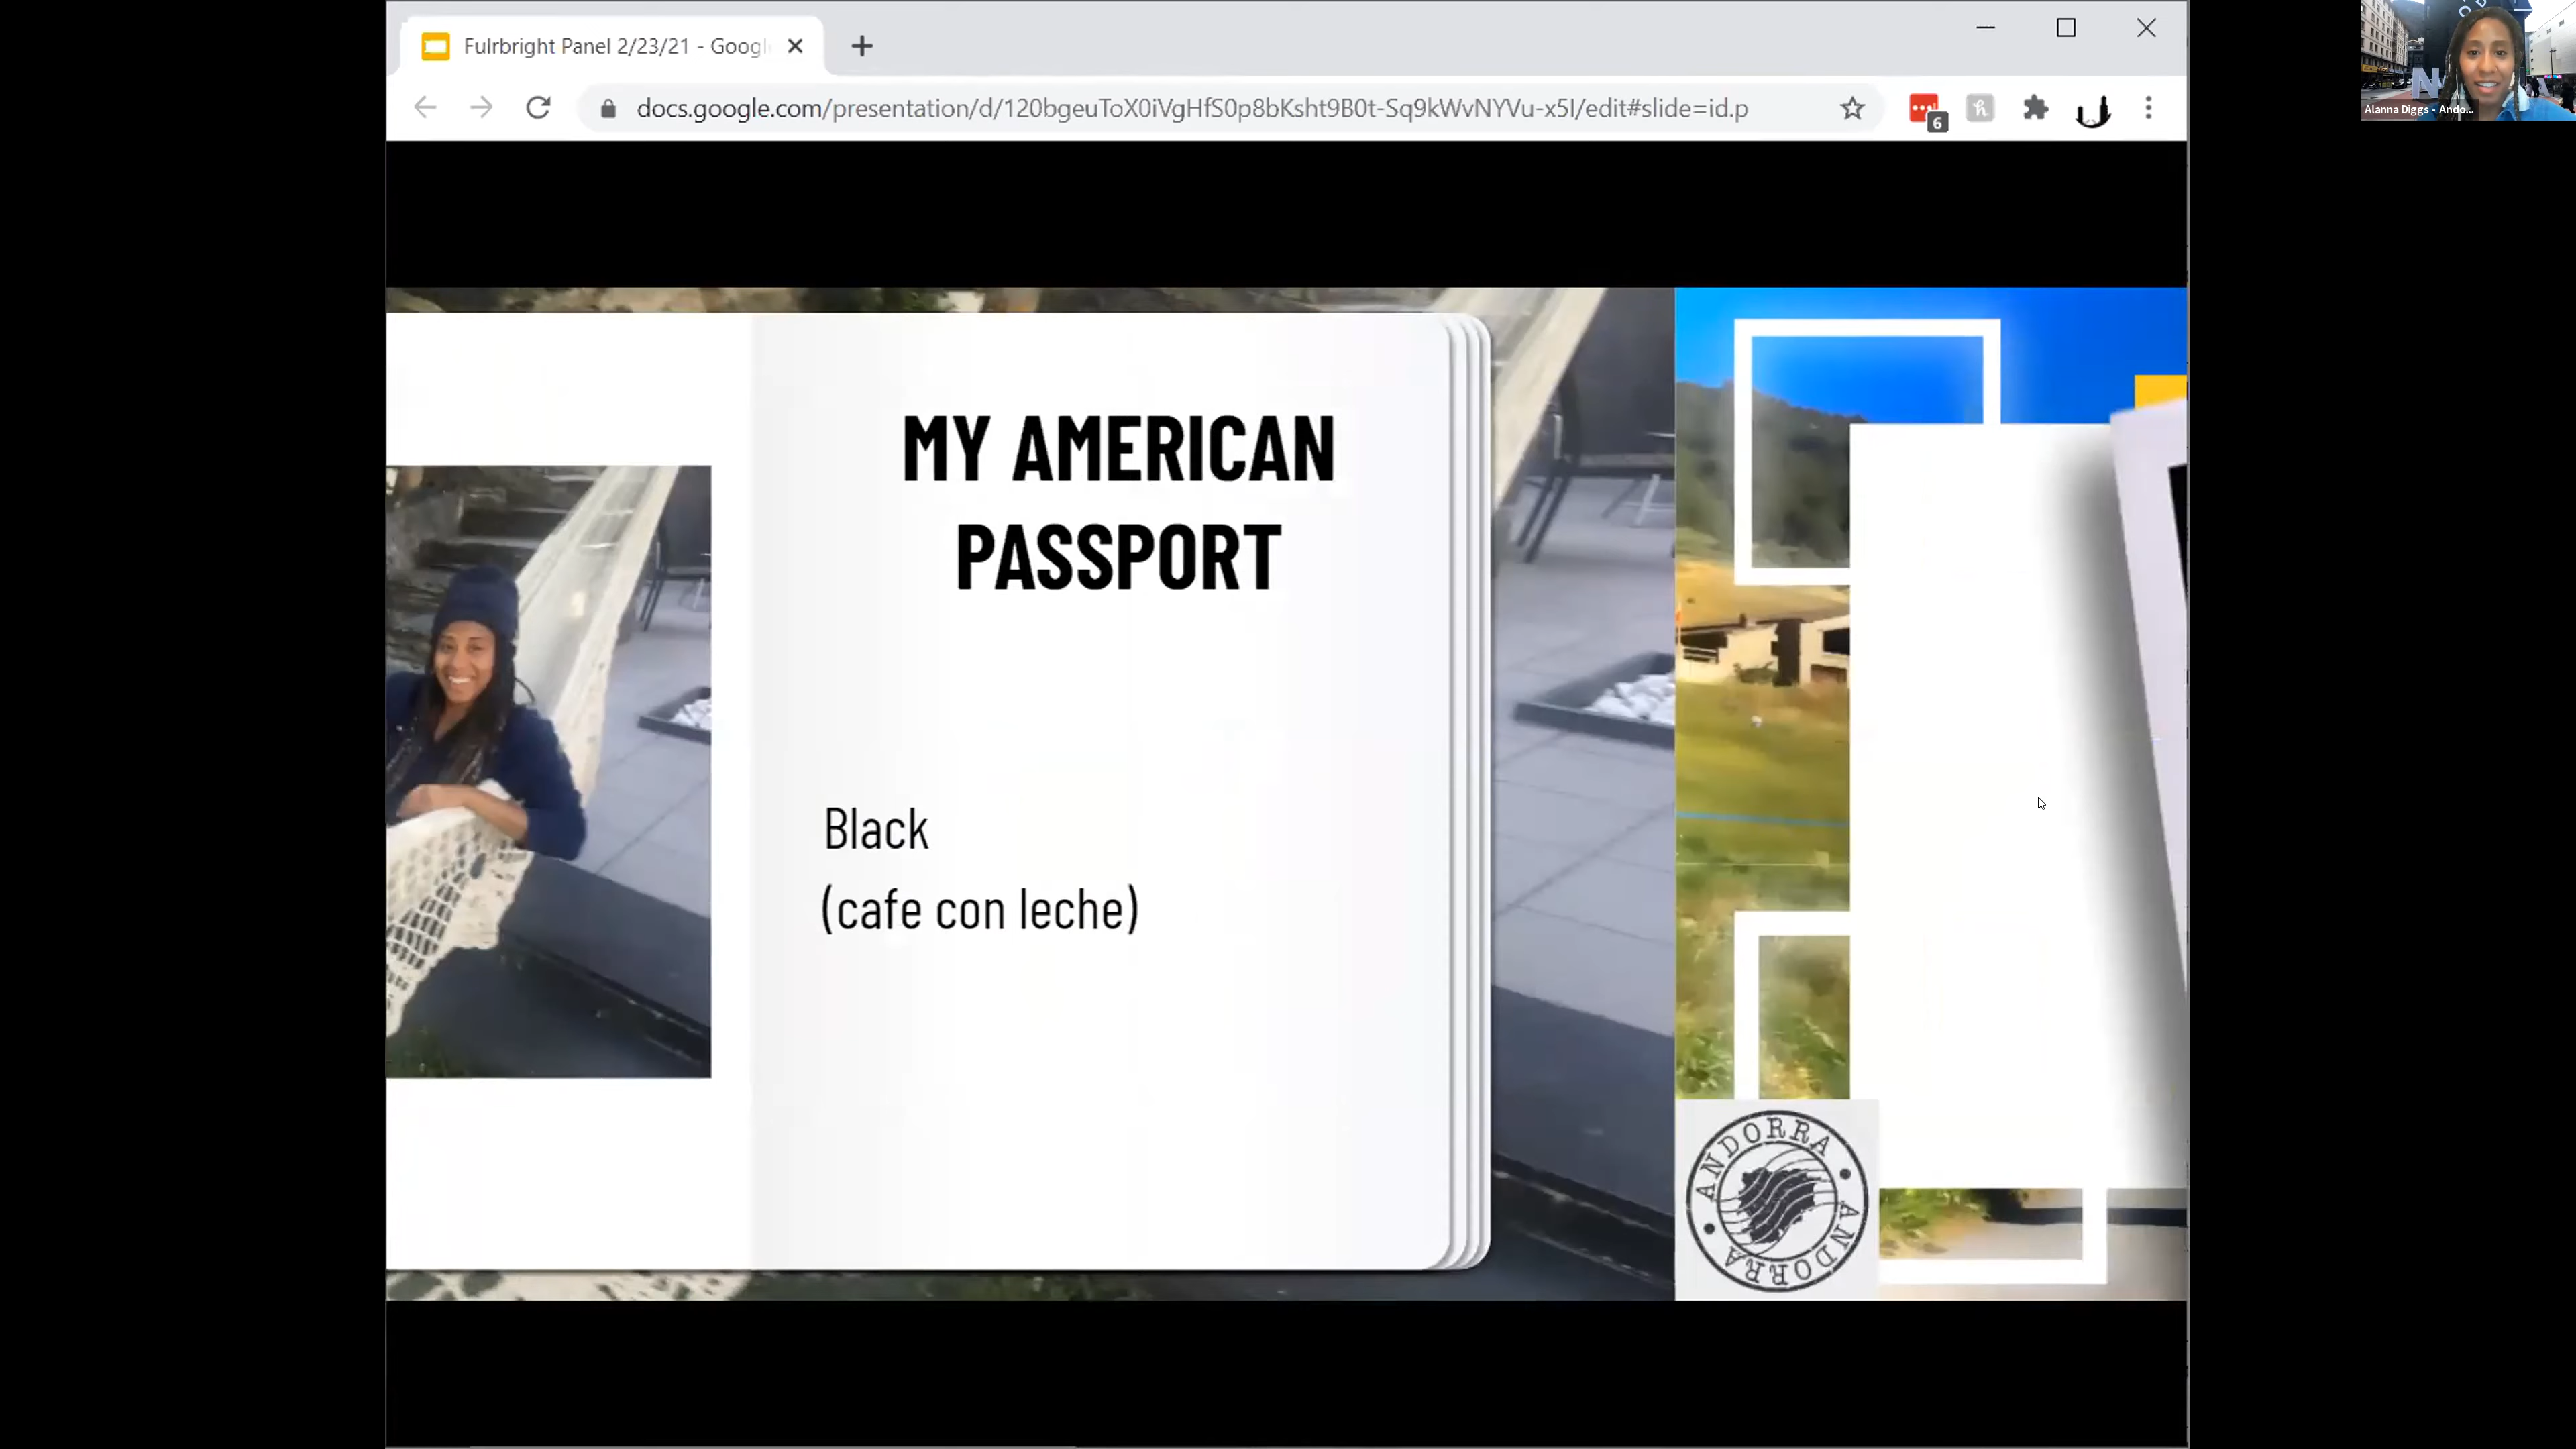 Fulrbright Panel 2/23/21 - Googl
docs.google.com/presentation/d/120bgeuToX0iVgHfS0p8bKsht9B0t-Sq9kWvNYVu-x5I/edit#slide=id.p
6
Alanna Diggs - Ando...
MY AMERICAN
PASSPORT
Black
(cafe con leche)
ANDORRA
ANDORRA